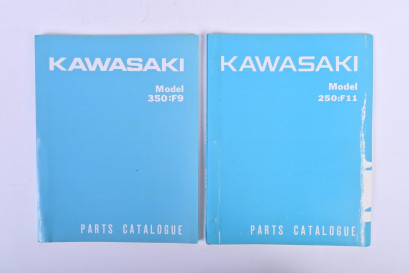 KAWASAKI
Model
350:F9
PARTS CATALOGUE
KAWASAKI
Model
250:F11
PARTS CATALOGUE